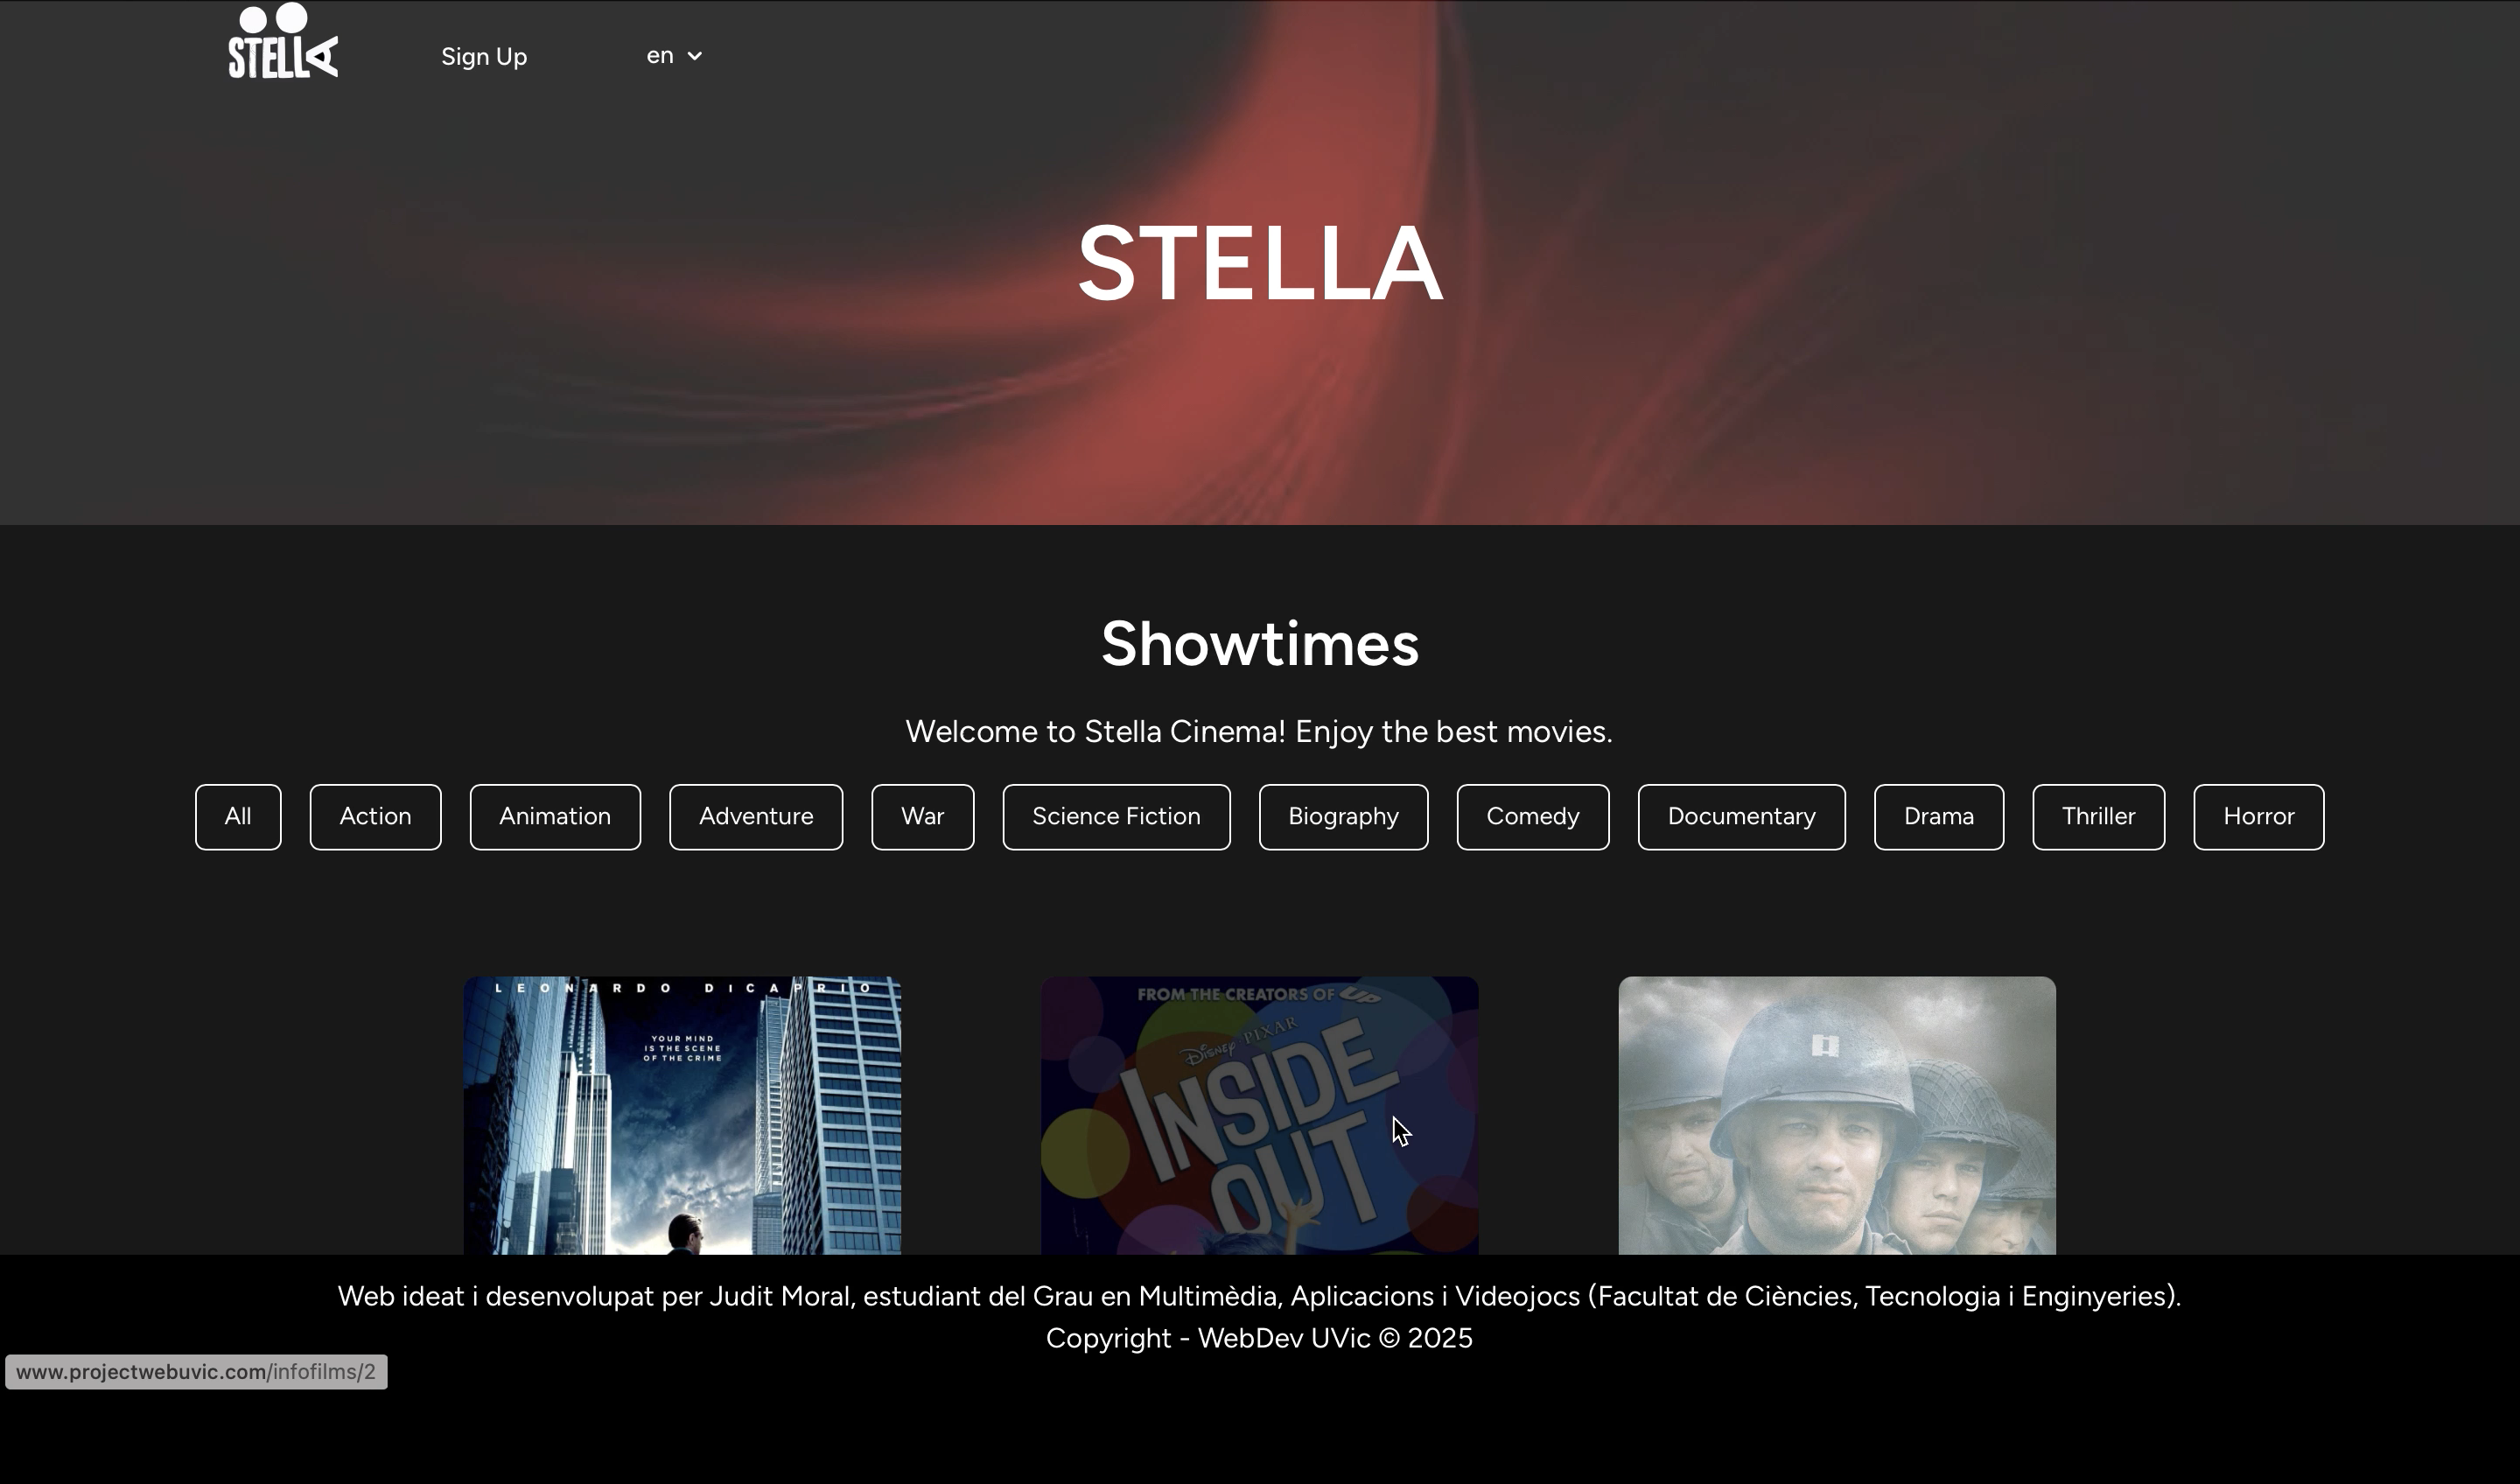 STELLA
Sign Up
en
STELLA
Showtimes
Welcome to Stella Cinema! Enjoy the best movies.
All
Action
Animation
Adventure
War
Science Fiction
Biography
Comedy
Documentary
Drama
Thriller
Horror
LEONARDO DICAPRIO
YOUR MIND
IS THE SCENE
OF THE CRIME
FROM THE CREATORS OF UP
Disney · PIXAR
INSIDE
OUT
Web ideat i desenvolupat per Judit Moral, estudiant del Grau en Multimèdia, Aplicacions i Videojocs (Facultat de Ciències, Tecnologia i Enginyeries).
Copyright - WebDev UVic © 2025
www.projectwebuvic.com/infofilms/2